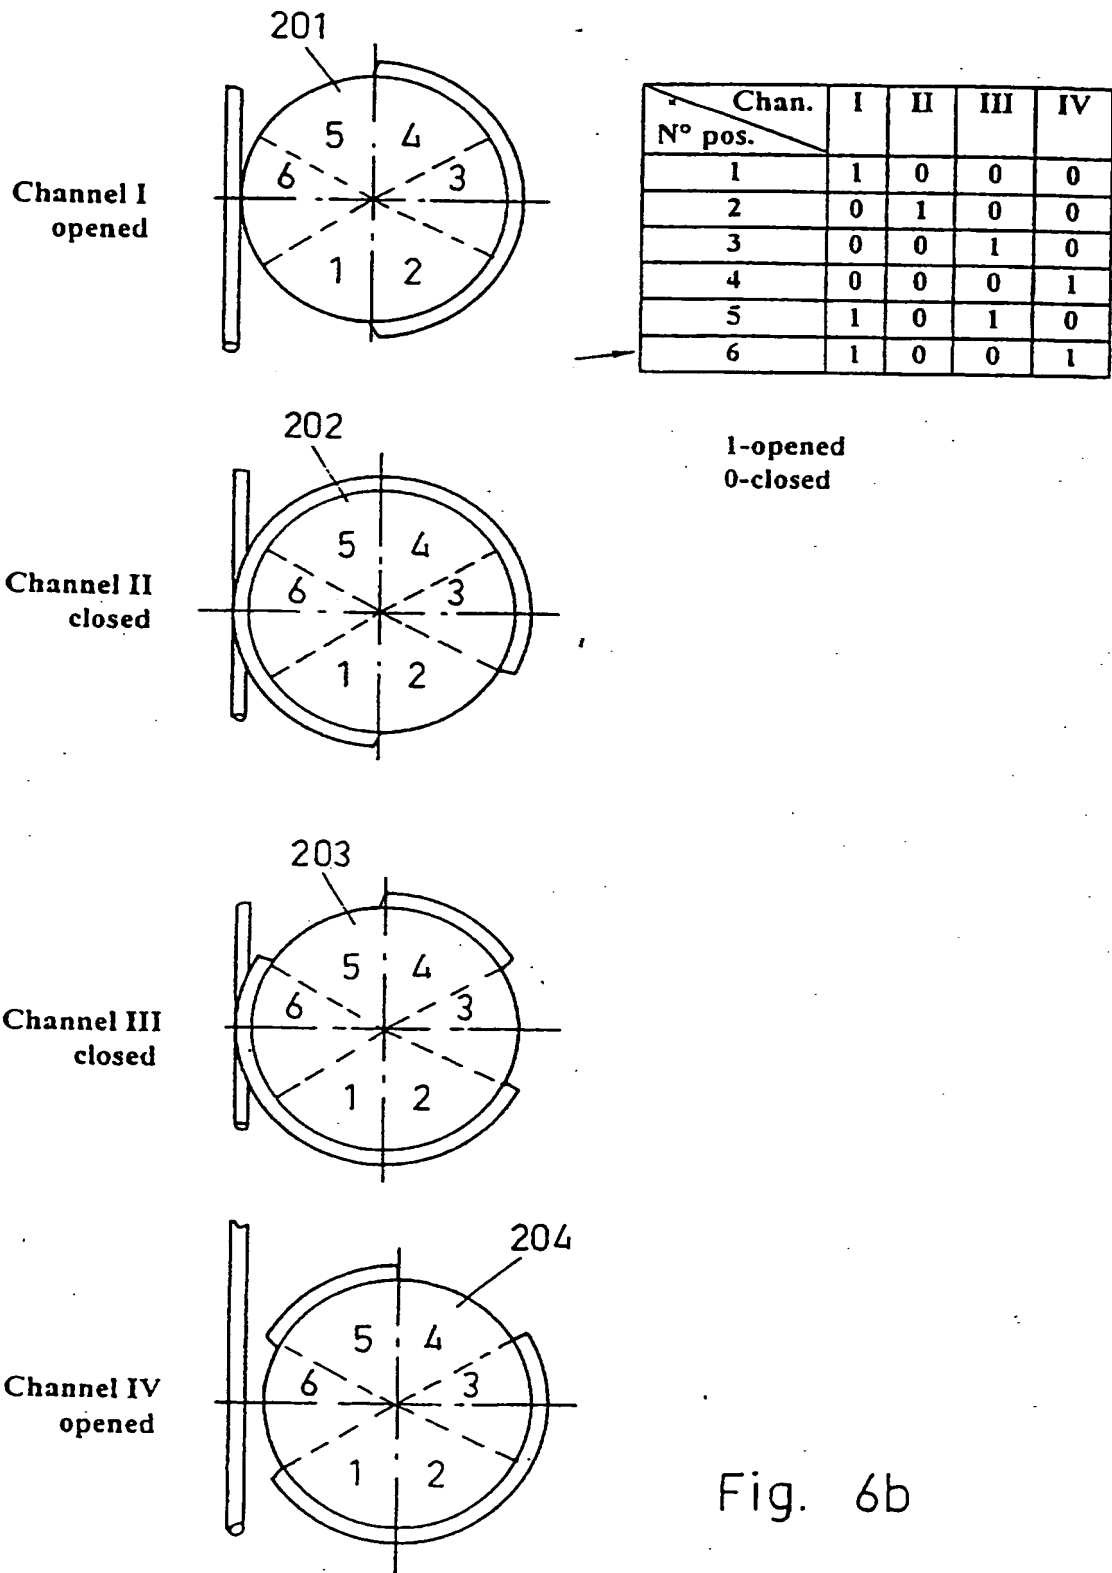 201
5 4
6 3
1 2
Channel I
opened
Chan. I II III IV
N° pos.
1 1 0 0 0
2 0 1 0 0
3 0 0 1 0
4 0 0 0 1
5 1 0 1 0
6 1 0 0 1
1-opened
0-closed
202
5 4
6 3
1 2
Channel II
closed
203
5 4
6 3
1 2
Channel III
closed
204
5 4
6 3
1 2
Channel IV
opened
Fig. 6b